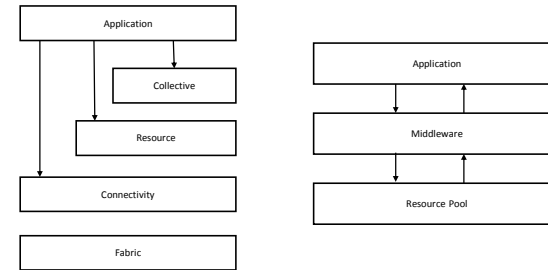 Application
Collective
Resource
Connectivity
Fabric
Application
Middleware
Resource Pool